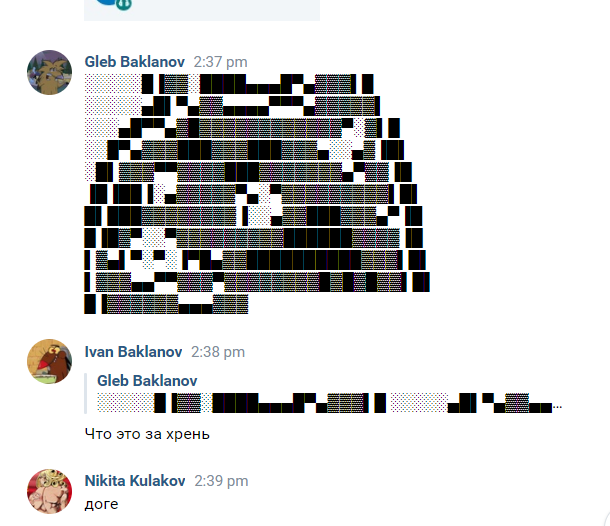 Gleb Baklanov 2:37 pm
Ivan Baklanov 2:38 pm
Gleb Baklanov
Что это за хрень
Nikita Kulakov 2:39 pm
доге